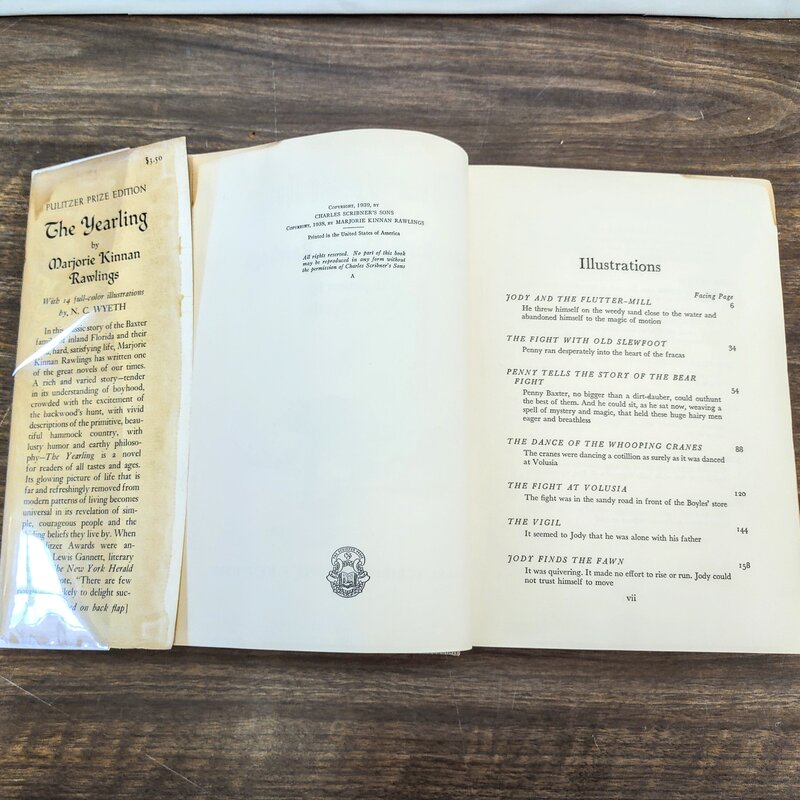 $3.50
PULITZER PRIZE EDITION
The Yearling
by
Marjorie Kinnan
Rawlings
With 14 full-color illustrations
by, N. C. WYETH
In this classic story of the Baxter
inland Florida and their
hard, satisfying life, Marjorie
Kinnan Rawlings has written one
of the great novels of our times.
A rich and varied story—tender
in its understanding of boyhood,
crowded with the excitement of
the backwood's hunt, with vivid
descriptions of the primitive, beau-
tiful hammock country, with
lusty humor and earthy philoso-
phy—The Yearling is a novel
for readers of all tastes and ages.
Its glowing picture of life that is
far and refreshingly removed from
modern patterns of living becomes
universal in its revelation of sim-
ple, courageous people and the
beliefs they live by. When
Awards were an-
Lewis Gannett, literary
The New York Herald
"There are few
likely to delight suc-
on back flap]
Copyright, 1939, by
CHARLES SCRIBNER'S SONS
Copyright, 1938, by MARJORIE KINNAN RAWLINGS
Printed in the United States of America
All rights reserved. No part of this book
may be reproduced in any form without
the permission of Charles Scribner's Sons
A
Illustrations
Facing Page
JODY AND THE FLUTTER-MILL 6
He threw himself on the weedy sand close to the water and
abandoned himself to the magic of motion
THE FIGHT WITH OLD SLEWFOOT 34
Penny ran desperately into the heart of the fracas
PENNY TELLS THE STORY OF THE BEAR
FIGHT 54
Penny Baxter, no bigger than a dirt-dauber, could outhunt
the best of them. And he could sit, as he sat now, weaving a
spell of mystery and magic, that held these huge hairy men
eager and breathless
THE DANCE OF THE WHOOPING CRANES 88
The cranes were dancing a cotillion as surely as it was danced
at Volusia
THE FIGHT AT VOLUSIA 120
The fight was in the sandy road in front of the Boyles' store
THE VIGIL 144
It seemed to Jody that he was alone with his father
JODY FINDS THE FAWN 158
It was quivering. It made no effort to rise or run. Jody could
not trust himself to move
vii